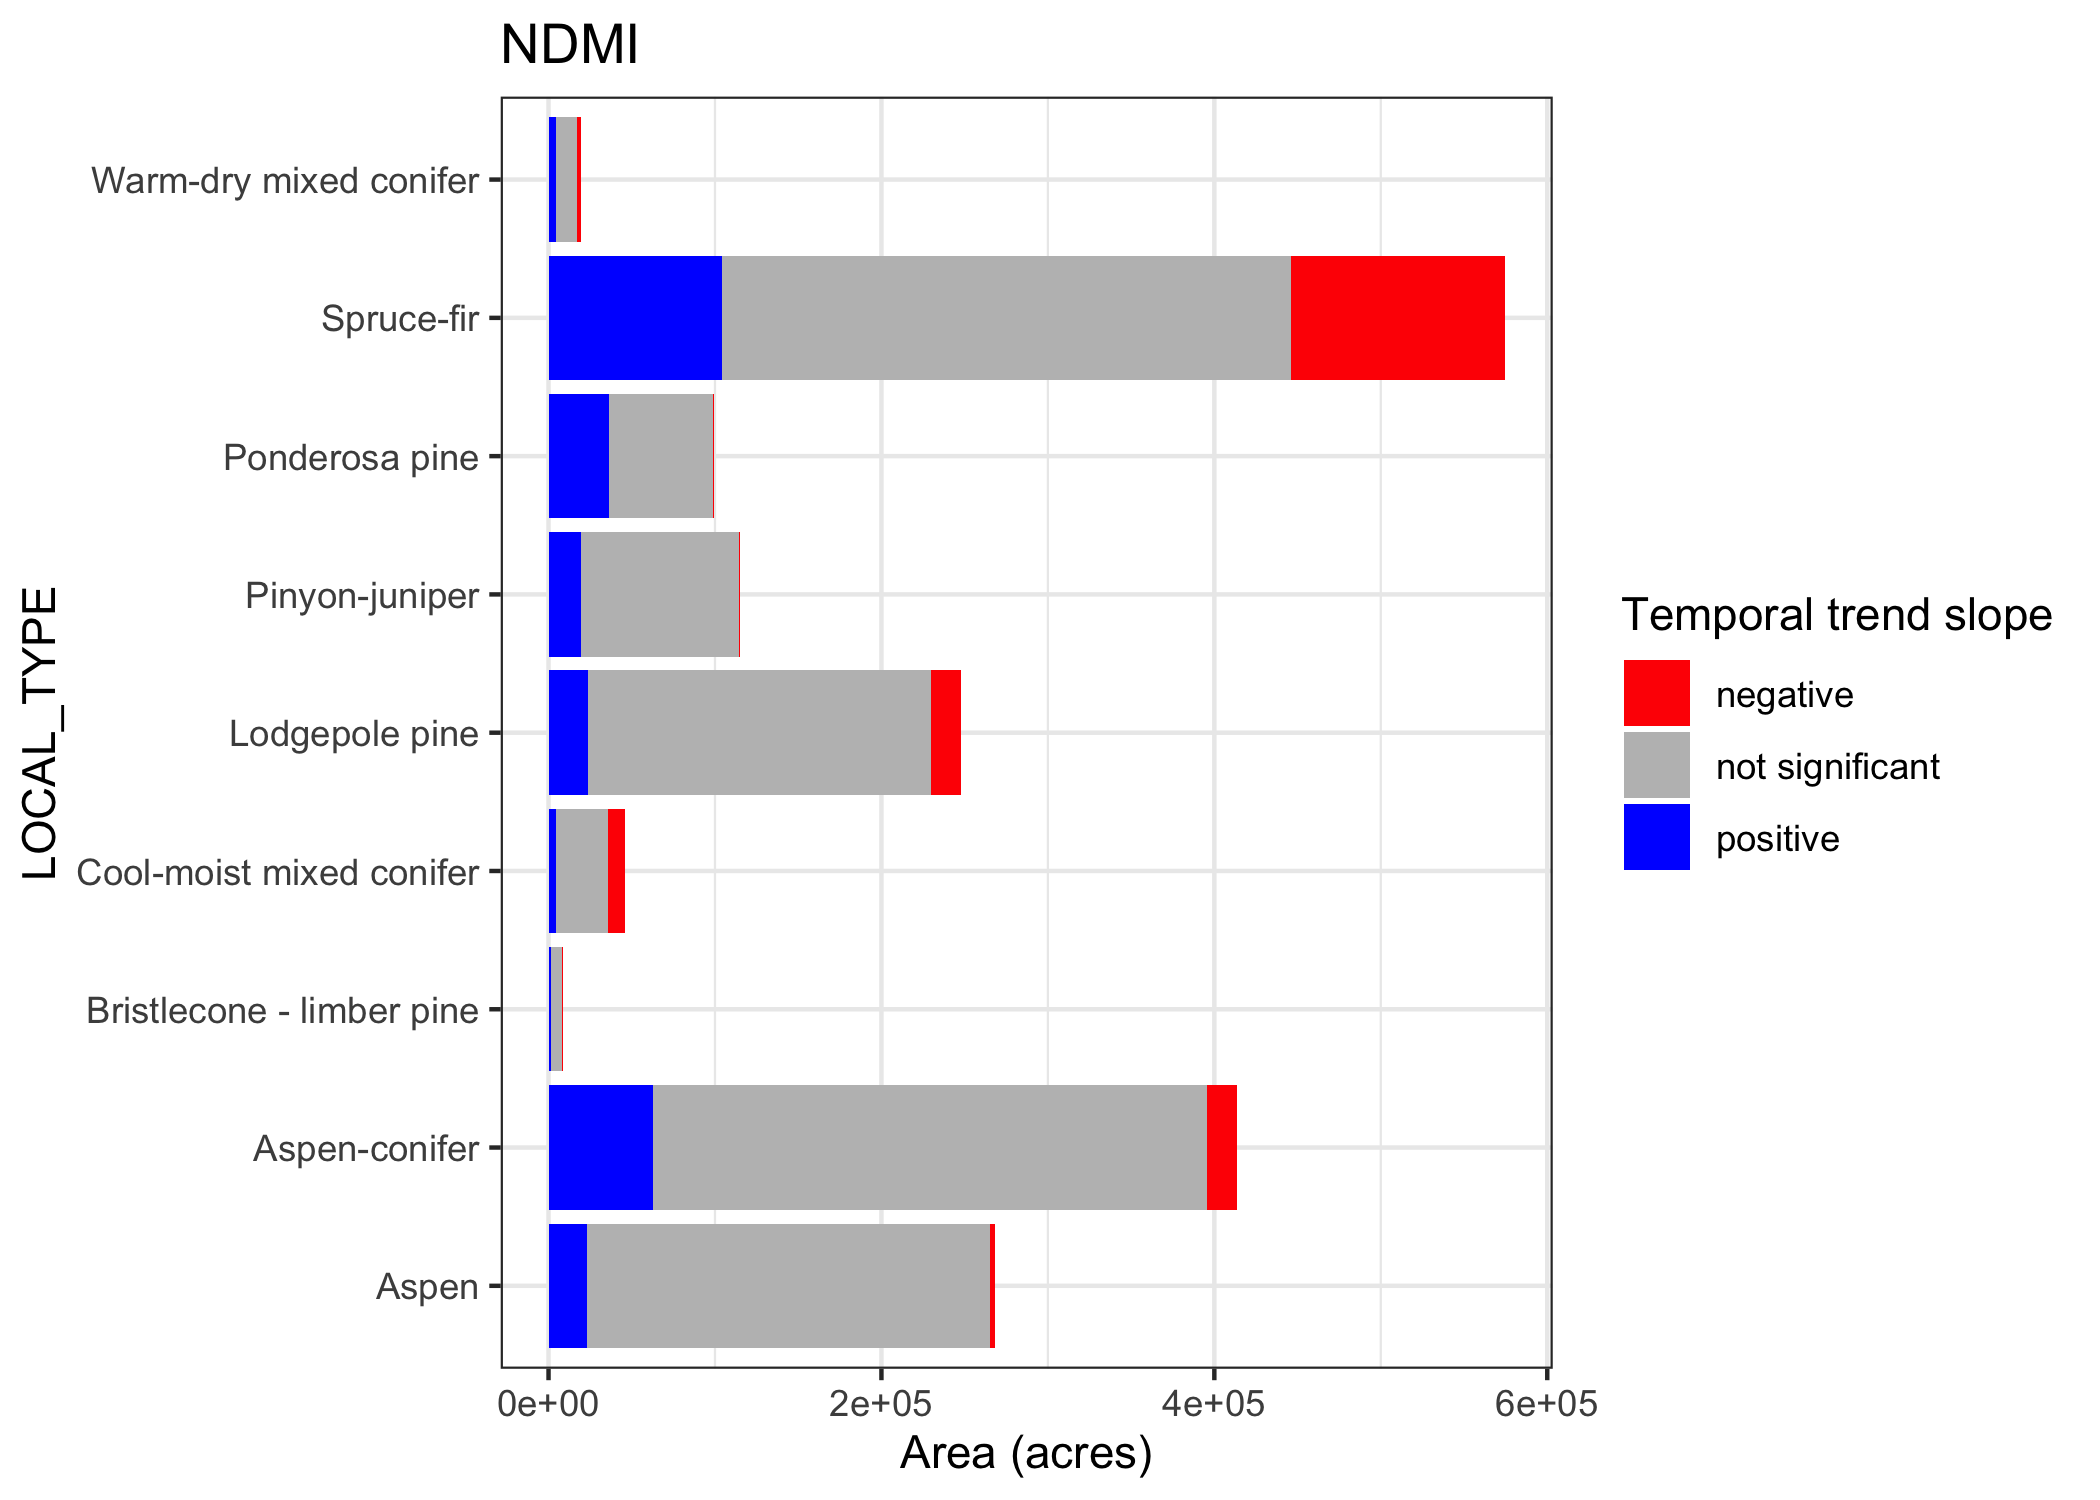 NDMI
Warm-dry mixed conifer
Spruce-fir
Ponderosa pine
Pinyon-juniper
Lodgepole pine
Cool-moist mixed conifer
Bristlecone - limber pine
Aspen-conifer
Aspen
LOCAL_TYPE
0e+00 2e+05 4e+05 6e+05
Area (acres)
Temporal trend slope
negative
not significant
positive